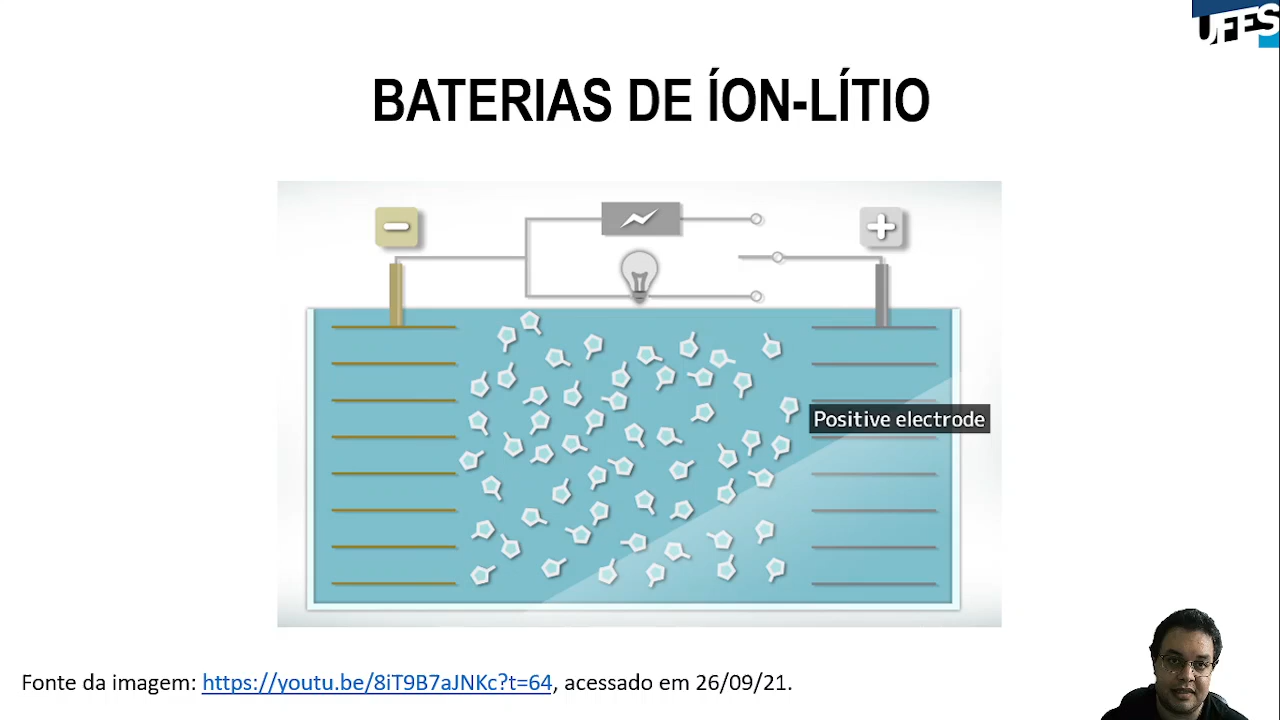 UFES
BATERIAS DE ÍON-LÍTIO
Positive electrode
Fonte da imagem: https://youtu.be/8iT9B7aJNKc?t=64, acessado em 26/09/21.